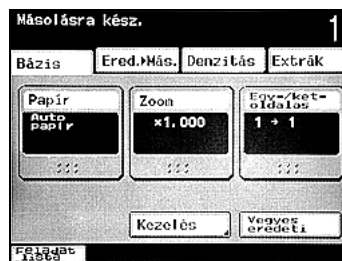 Másolásra kész. 1
Bázis Ered.▸Más. Denzitás Extrák
Papír Zoom Egy-/két-
oldalas
Auto
papír ×1.000 1 → 1
Kezelés Vegyes
eredeti
Feladat
lista